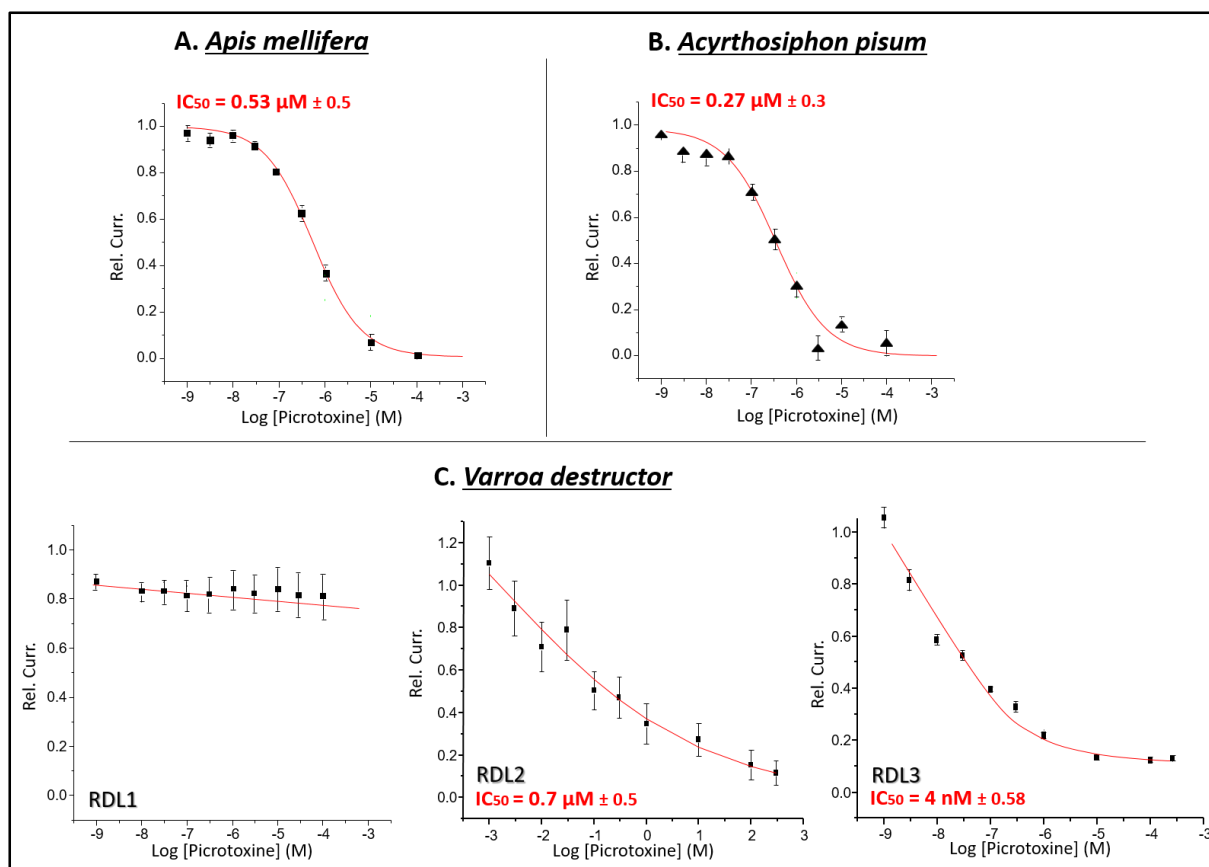 A. Apis mellifera
IC50 = 0.53 µM ± 0.5
Rel. Curr.
1.0
0.8
0.6
0.4
0.2
0.0
-9 -8 -7 -6 -5 -4 -3
Log [Picrotoxine] (M)
B. Acyrthosiphon pisum
IC50 = 0.27 µM ± 0.3
Rel. Curr.
1.0
0.8
0.6
0.4
0.2
0.0
-9 -8 -7 -6 -5 -4 -3
Log [Picrotoxine] (M)
C. Varroa destructor
Rel. Curr.
1.0
0.8
0.6
0.4
0.2
0.0
RDL1
-9 -8 -7 -6 -5 -4 -3
Log [Picrotoxine] (M)
Rel. Curr.
1.2
1.0
0.8
0.6
0.4
0.2
0.0
RDL2
IC50 = 0.7 µM ± 0.5
-3 -2 -1 0 1 2 3
Log [Picrotoxine] (M)
Rel. Curr.
1.0
0.8
0.6
0.4
0.2
0.0
RDL3
IC50 = 4 nM ± 0.58
-9 -8 -7 -6 -5 -4 -3
Log [Picrotoxine] (M)